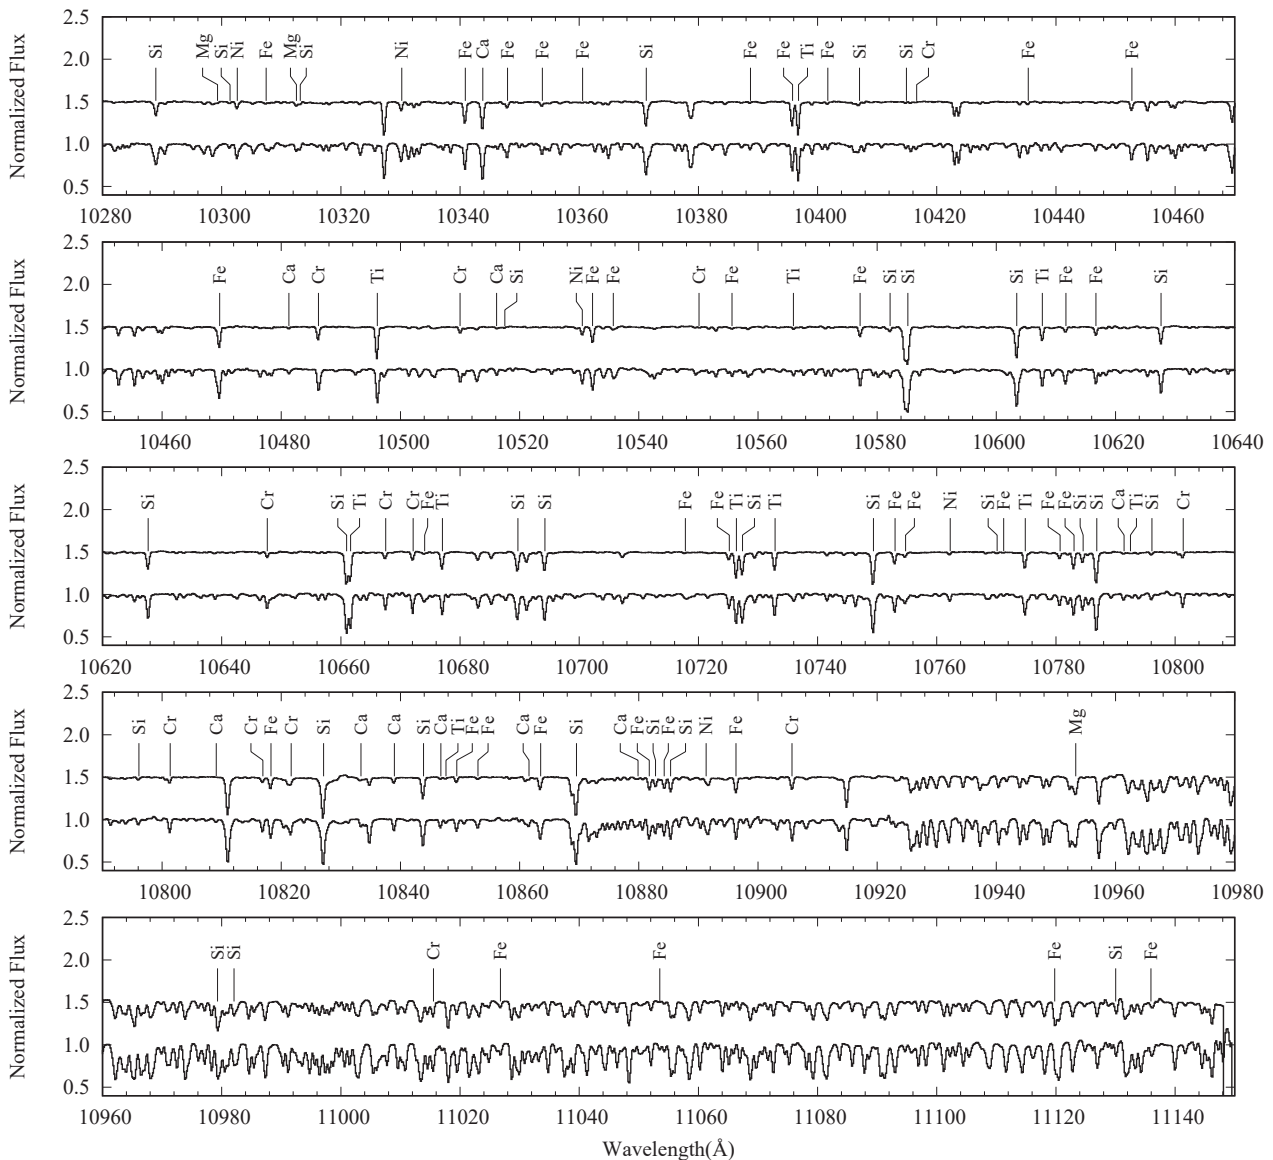 Normalized Flux
2.5
2.0
1.5
1.0
0.5
Si Mg Si Ni Fe Mg Si Ni Fe Ca Fe Fe Fe Si Fe Fe Ti Fe Si Si Cr Fe Fe
10280 10300 10320 10340 10360 10380 10400 10420 10440 10460
Normalized Flux
2.5
2.0
1.5
1.0
0.5
Fe Ca Cr Ti Cr Ca Si Ni Fe Fe Cr Fe Ti Fe Si Si Si Ti Fe Fe Si
10460 10480 10500 10520 10540 10560 10580 10600 10620 10640
Normalized Flux
2.5
2.0
1.5
1.0
0.5
Si Cr Si Ti Cr Cr Fe Ti Si Si Fe Fe Ti Si Ti Si Fe Fe Ni Si Fe Ti Fe Fe Si Si Ca Ti Si Cr
10620 10640 10660 10680 10700 10720 10740 10760 10780 10800
Normalized Flux
2.5
2.0
1.5
1.0
0.5
Si Cr Ca Cr Fe Cr Si Ca Ca Si Ca Ti Fe Fe Ca Fe Si Ca Fe Si Fe Si Ni Fe Cr Mg
10800 10820 10840 10860 10880 10900 10920 10940 10960 10980
Normalized Flux
2.5
2.0
1.5
1.0
0.5
Si Si Cr Fe Fe Fe Si Fe
10960 10980 11000 11020 11040 11060 11080 11100 11120 11140
Wavelength(Å)